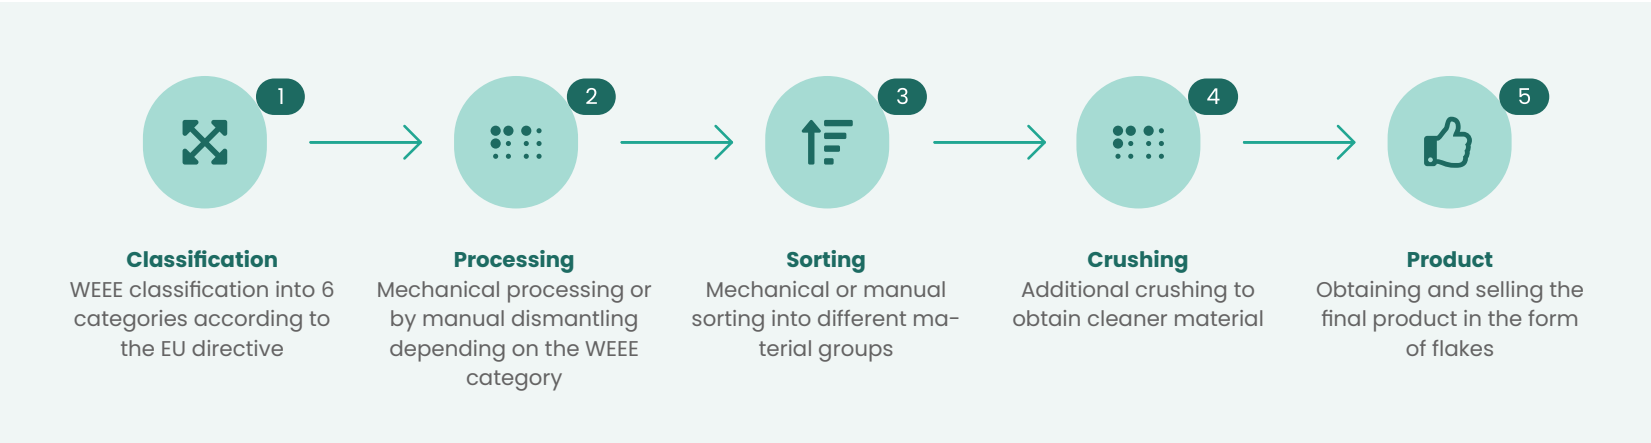 1
2
3
4
5
Classification
WEEE classification into 6
categories according to
the EU directive
Processing
Mechanical processing or
by manual dismantling
depending on the WEEE
category
Sorting
Mechanical or manual
sorting into different ma-
terial groups
Crushing
Additional crushing to
obtain cleaner material
Product
Obtaining and selling the
final product in the form
of flakes